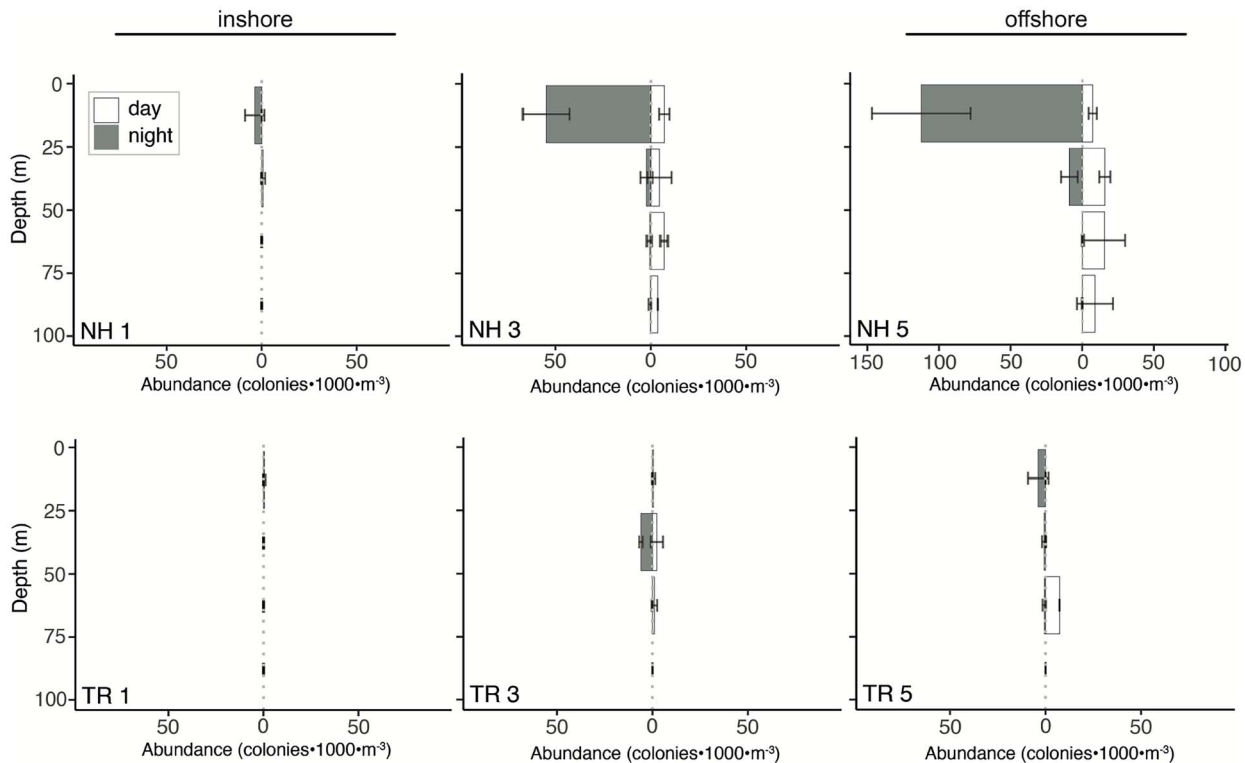 inshore
offshore
day
night
Depth (m)
0
25
50
75
100
NH 1
50 0 50
Abundance (colonies•1000•m⁻³)
NH 3
50 0 50
Abundance (colonies•1000•m⁻³)
NH 5
150 100 50 0 50 100
Abundance (colonies•1000•m⁻³)
Depth (m)
0
25
50
75
100
TR 1
50 0 50
Abundance (colonies•1000•m⁻³)
TR 3
50 0 50
Abundance (colonies•1000•m⁻³)
TR 5
50 0 50
Abundance (colonies•1000•m⁻³)